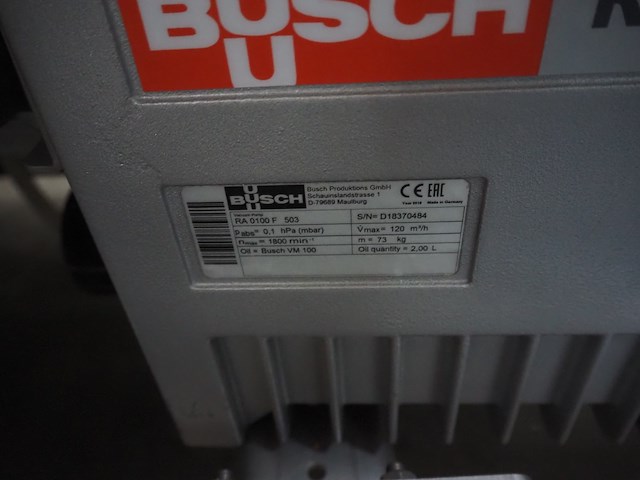 BUSCH
U
U
BUSCH
U
Busch Produktions GmbH
Schauinslandstrasse 1
D-79689 Maulburg
CE EAC
Made in Germany
RA 0100 F 503
S/N= D18370484
Pabs= 0,1 hPa (mbar)
V̇max= 120 m³/h
nmax= 1800 min⁻¹
m = 73 kg
Oil = Busch VM 100
Oil quantity = 2,00 L